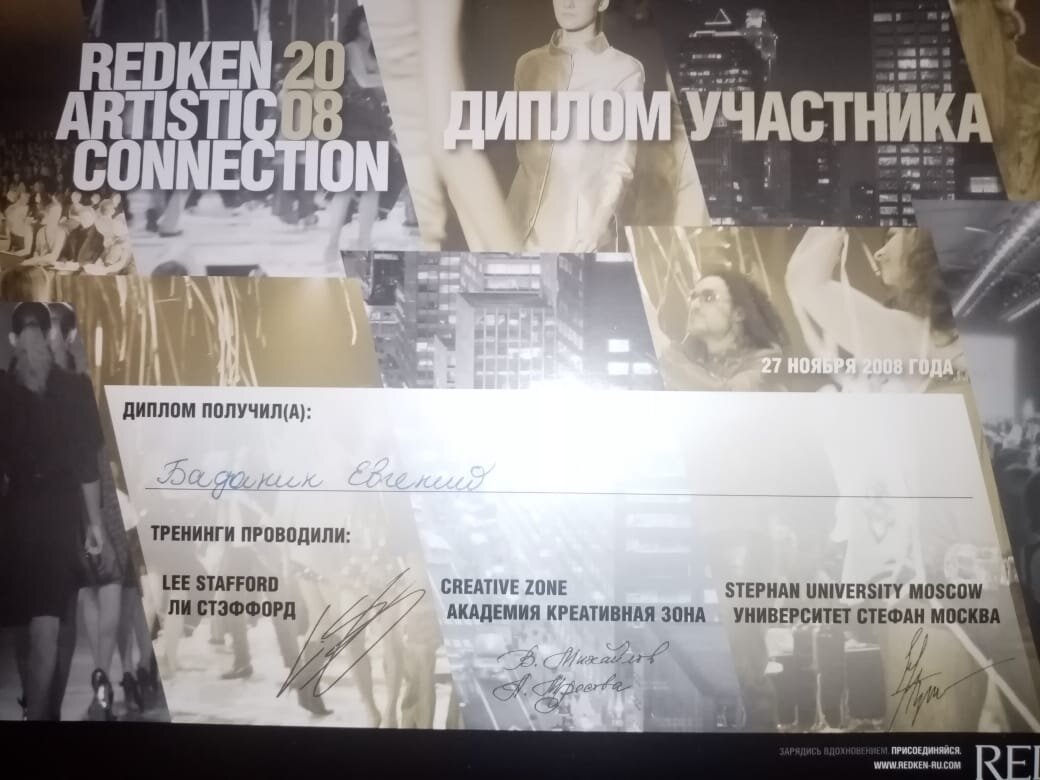 REDKEN 20
ARTISTIC 08
CONNECTION
ДИПЛОМ УЧАСТНИКА
27 НОЯБРЯ 2008 ГОДА
ДИПЛОМ ПОЛУЧИЛ(А):
Баданин Евгений
ТРЕНИНГИ ПРОВОДИЛИ:
LEE STAFFORD
ЛИ СТЭФФОРД
CREATIVE ZONE
АКАДЕМИЯ КРЕАТИВНАЯ ЗОНА
В. Михайлов
STEPHAN UNIVERSITY MOSCOW
УНИВЕРСИТЕТ СТЕФАН МОСКВА
ЗАРЯДИСЬ ВДОХНОВЕНИЕМ. ПРИСОЕДИНЯЙСЯ.
WWW.REDKEN-RU.COM
RE